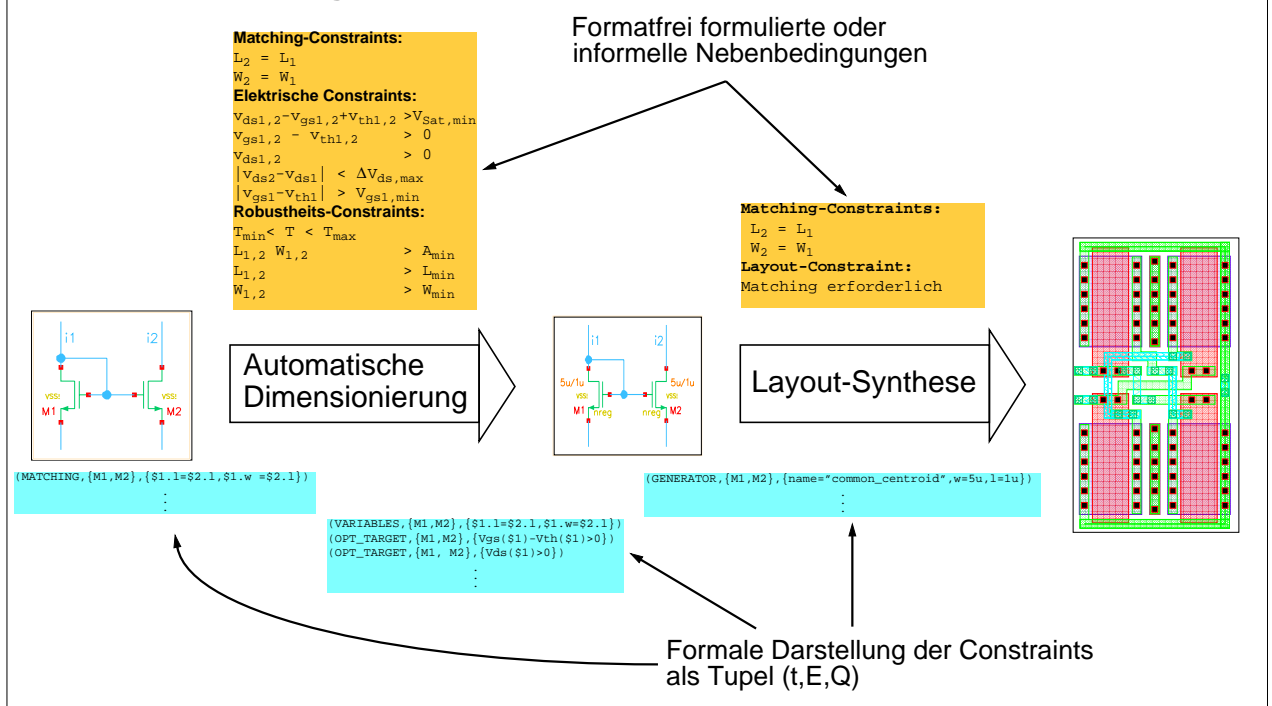 Formatfrei formulierte oder
informelle Nebenbedingungen
Matching-Constraints:
L2 = L1
W2 = W1
Elektrische Constraints:
vds1,2-vgs1,2+vth1,2 >VSat,min
vgs1,2 - vth1,2 > 0
vds1,2 > 0
|vds2-vds1| < ΔVds,max
|vgs1-vth1| > Vgs1,min
Robustheits-Constraints:
Tmin< T < Tmax
L1,2 W1,2 > Amin
L1,2 > Lmin
W1,2 > Wmin
Matching-Constraints:
L2 = L1
W2 = W1
Layout-Constraint:
Matching erforderlich
i1 i2
vss: vss:
M1 M2
Automatische
Dimensionierung
i1 i2
5u/1u 5u/1u
vss: vss:
M1 nreg nreg M2
Layout-Synthese
(MATCHING,{M1,M2},{$1.l=$2.l,$1.w =$2.l})
(VARIABLES,{M1,M2},{$1.l=$2.l,$1.w=$2.l})
(OPT_TARGET,{M1,M2},{Vgs($1)-Vth($1)>0})
(OPT_TARGET,{M1, M2},{Vds($1)>0})
(GENERATOR,{M1,M2},{name="common_centroid",w=5u,l=1u})
Formale Darstellung der Constraints
als Tupel (t,E,Q)